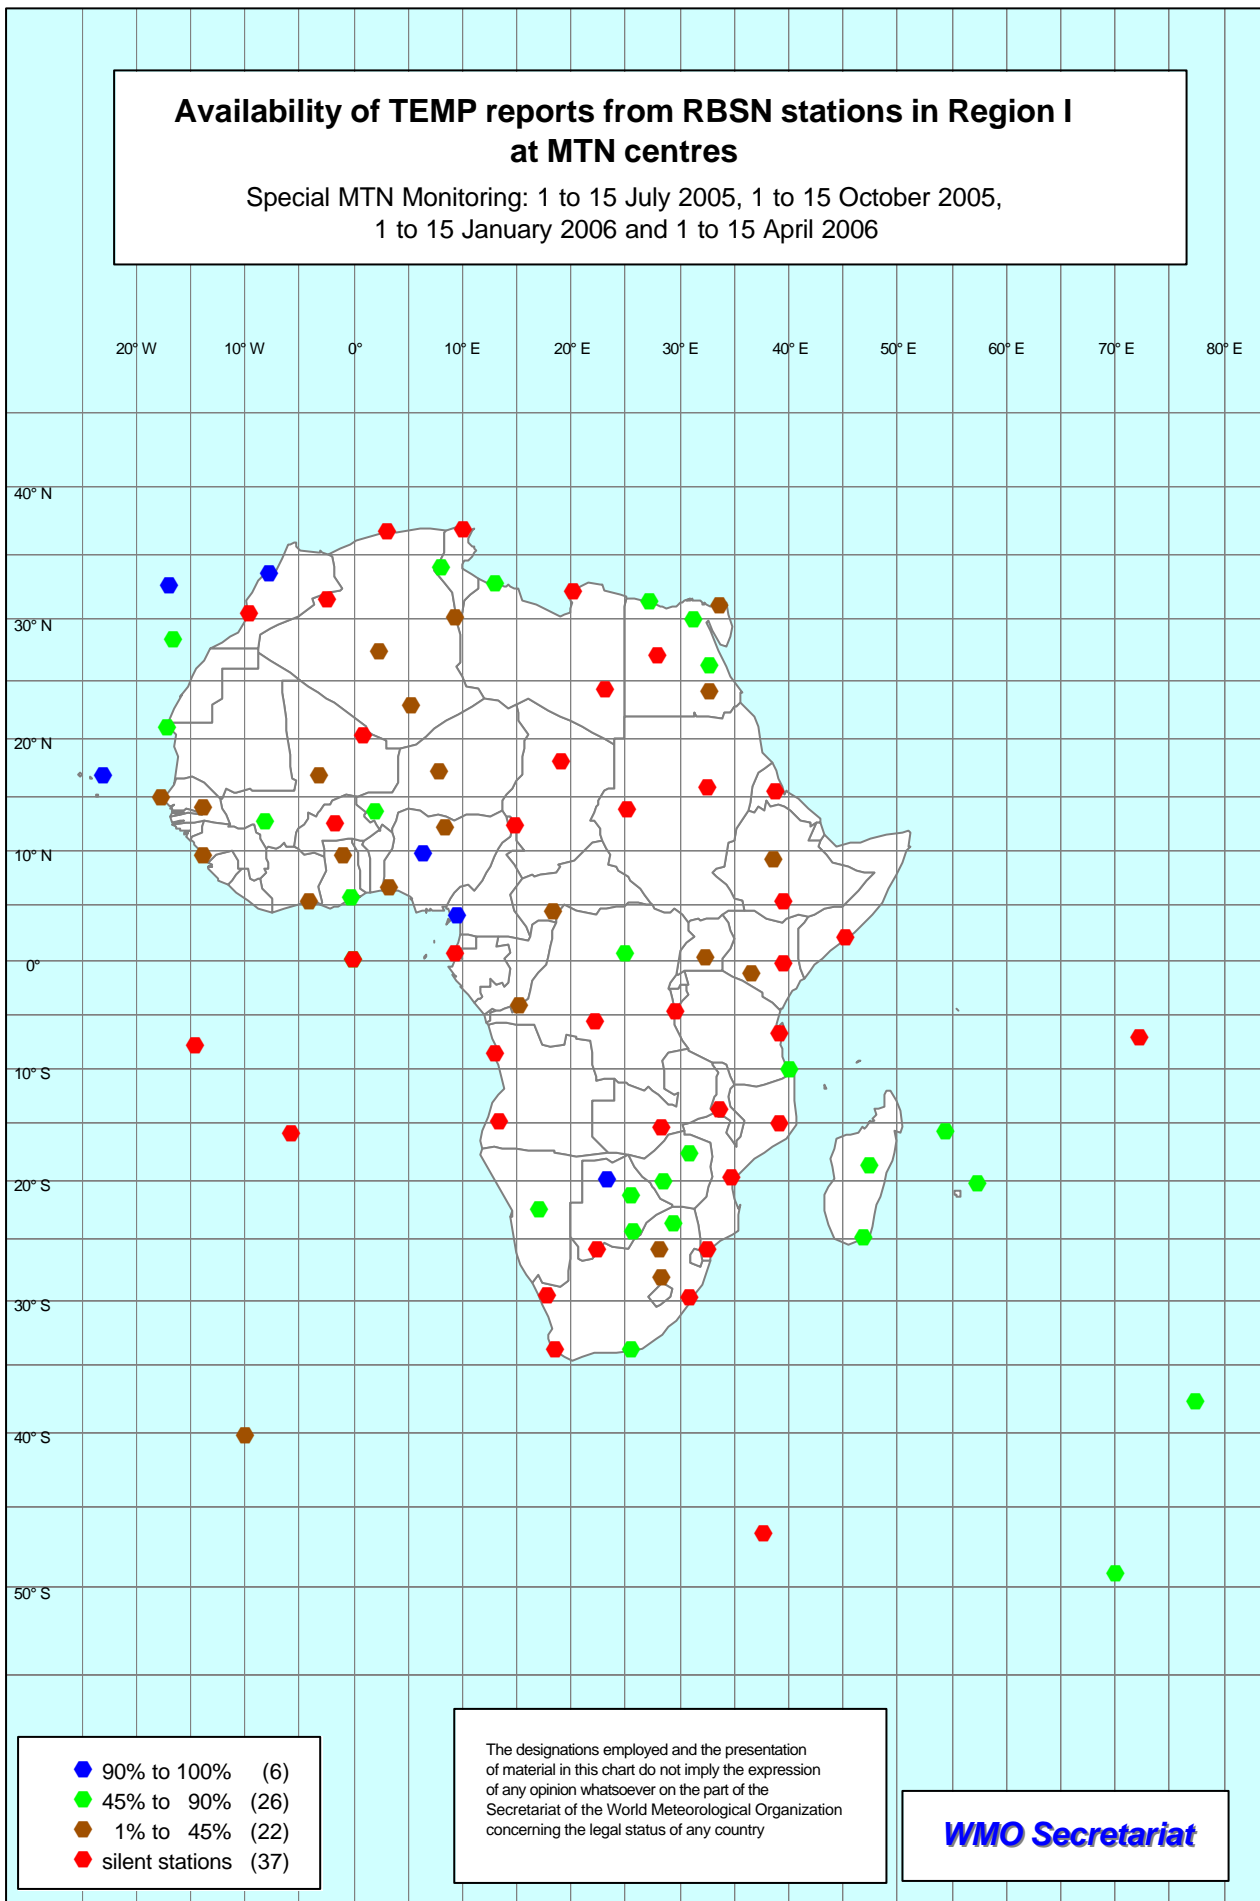 Availability of TEMP reports from RBSN stations in Region I
at MTN centres
Special MTN Monitoring: 1 to 15 July 2005, 1 to 15 October 2005,
1 to 15 January 2006 and 1 to 15 April 2006
20° W 10° W 0° 10° E 20° E 30° E 40° E 50° E 60° E 70° E 80° E
40° N
30° N
20° N
10° N
0°
10° S
20° S
30° S
40° S
50° S
90% to 100% (6)
45% to 90% (26)
1% to 45% (22)
silent stations (37)
The designations employed and the presentation
of material in this chart do not imply the expression
of any opinion whatsoever on the part of the
Secretariat of the World Meteorological Organization
concerning the legal status of any country
WMO Secretariat